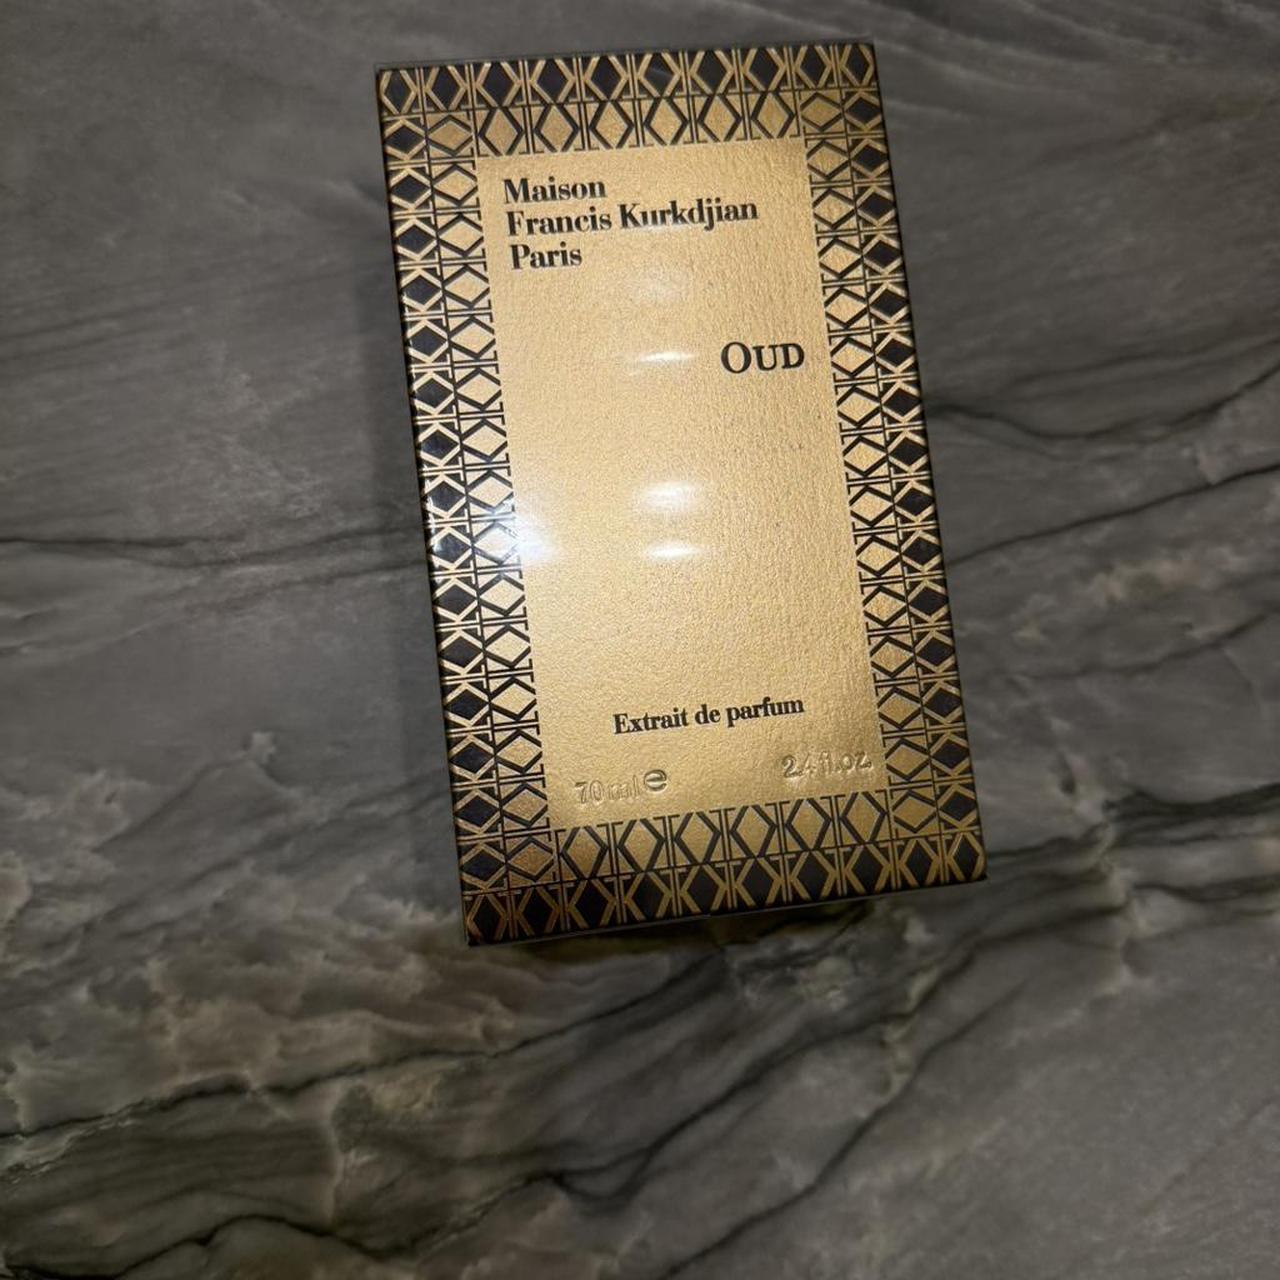 Maison
Francis Kurkdjian
Paris
OUD
Extrait de parfum
70 ml e 2.4 fl.oz.